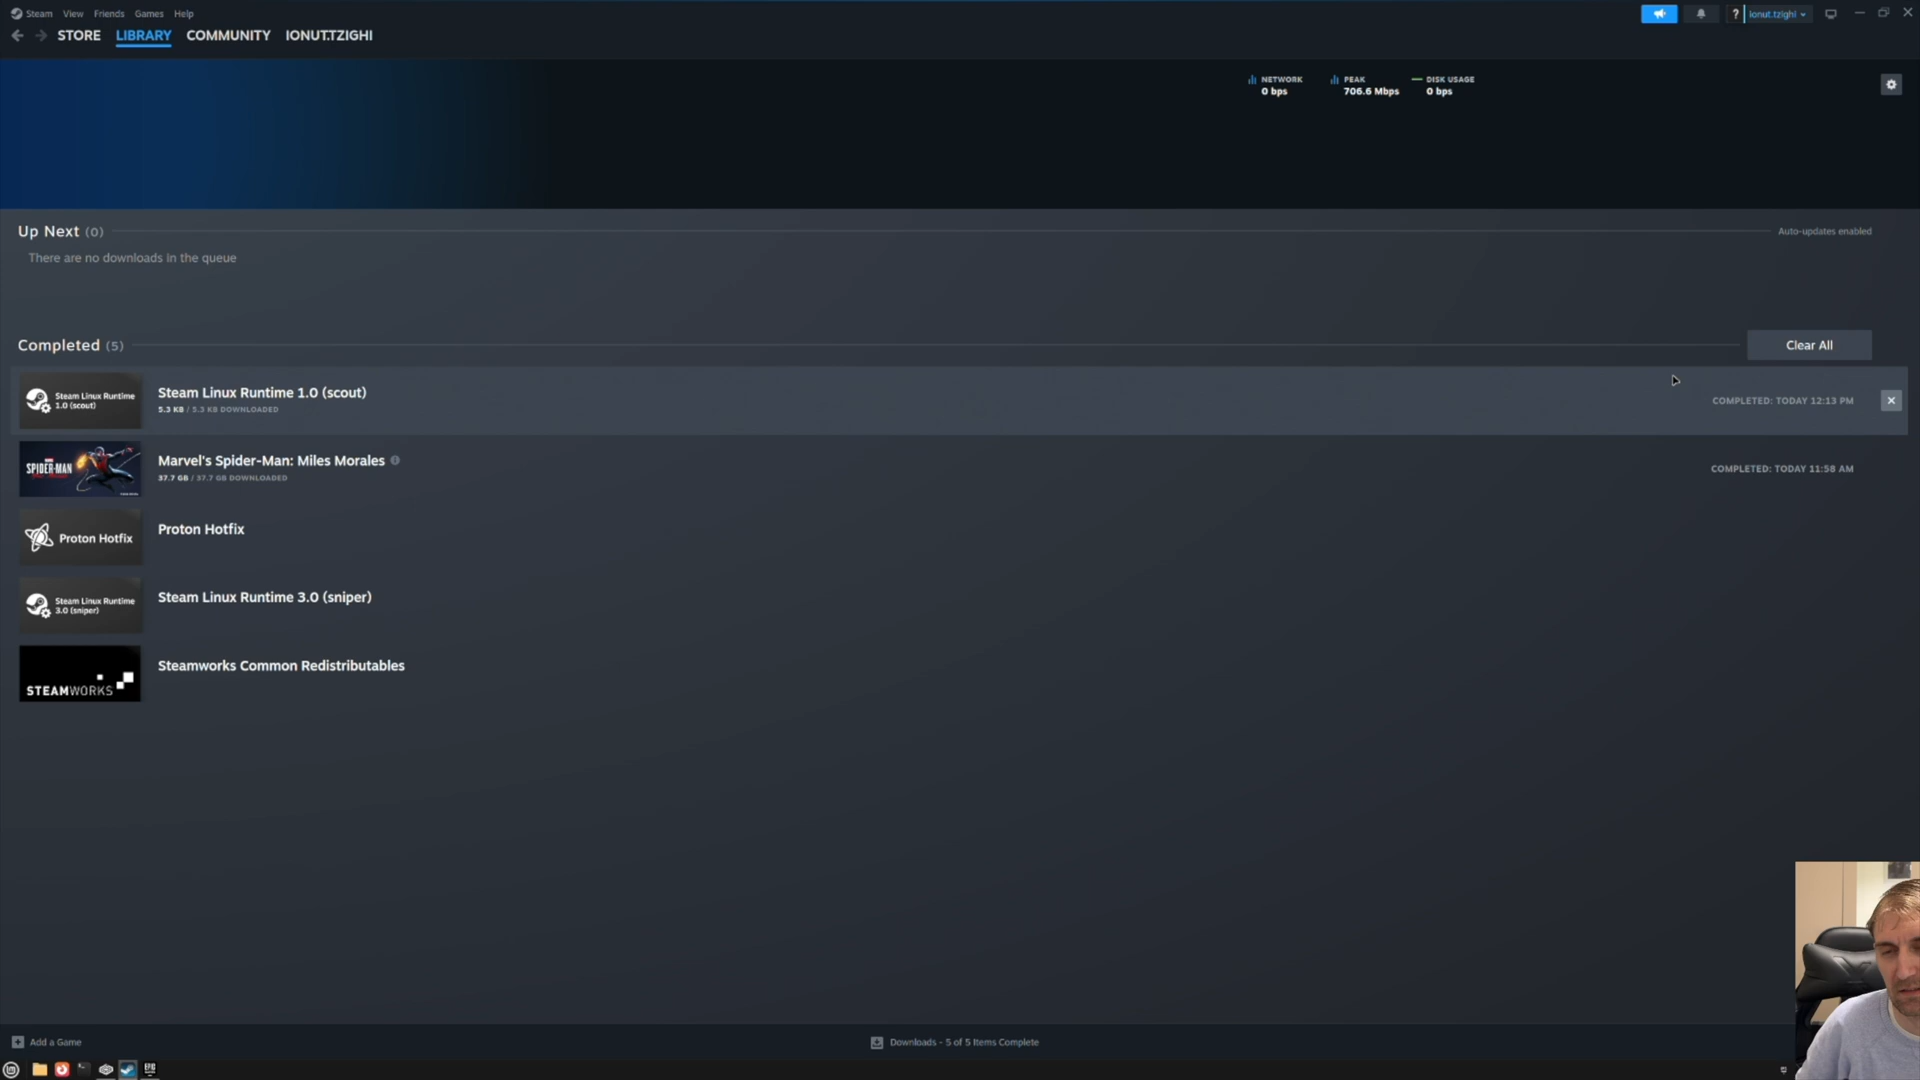 Steam View Friends Games Help
? ionut.tzighi
STORE LIBRARY COMMUNITY IONUT.TZIGHI
NETWORK PEAK DISK USAGE
0 bps 706.6 Mbps 0 bps
Up Next (0) Auto-updates enabled
There are no downloads in the queue
Completed (5) Clear All
Steam Linux Runtime 1.0 (scout)
Steam Linux Runtime 1.0 (scout)
5.3 KB / 5.3 KB DOWNLOADED
COMPLETED: TODAY 12:13 PM
SPIDER-MAN
Marvel's Spider-Man: Miles Morales
37.7 GB / 37.7 GB DOWNLOADED
COMPLETED: TODAY 11:58 AM
Proton Hotfix
Proton Hotfix
Steam Linux Runtime 3.0 (sniper)
Steam Linux Runtime 3.0 (sniper)
STEAMWORKS
Steamworks Common Redistributables
Add a Game Downloads - 5 of 5 Items Complete
EPIC